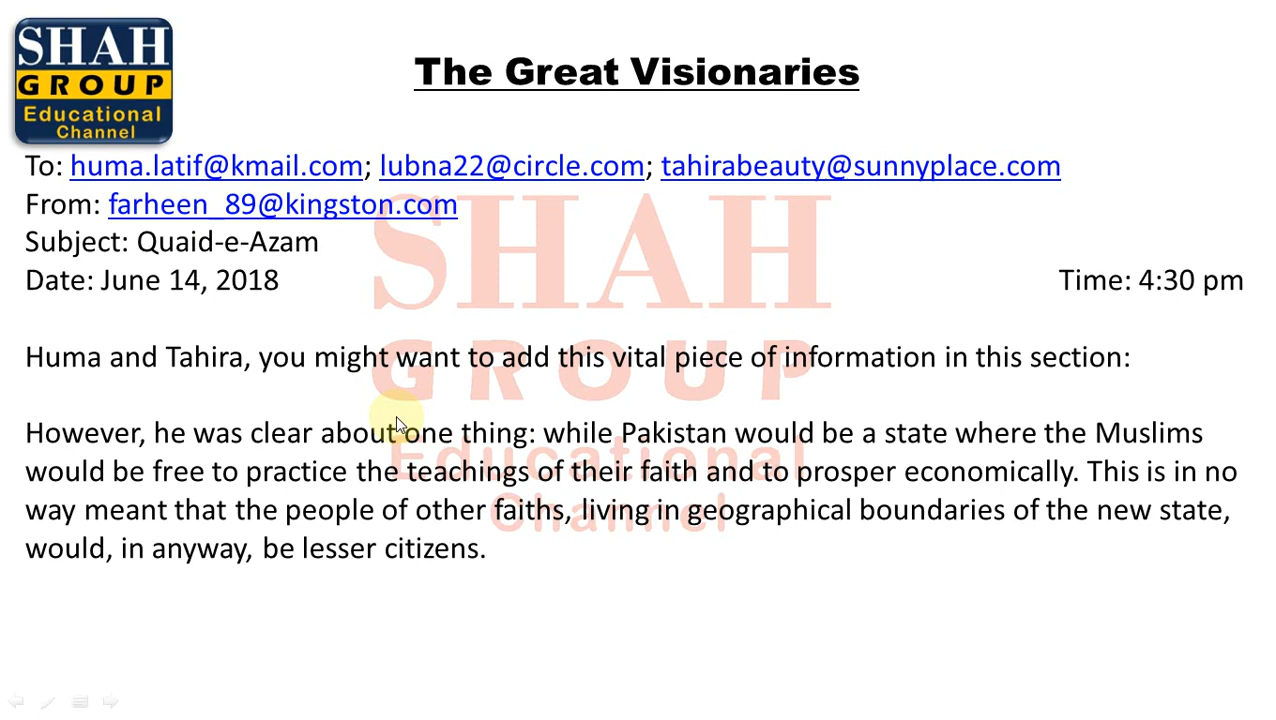 SHAH
GROUP
Educational
Channel
The Great Visionaries
To: huma.latif@kmail.com; lubna22@circle.com; tahirabeauty@sunnyplace.com
From: farheen_89@kingston.com
Subject: Quaid-e-Azam
Date: June 14, 2018 Time: 4:30 pm
Huma and Tahira, you might want to add this vital piece of information in this section:
However, he was clear about one thing: while Pakistan would be a state where the Muslims
would be free to practice the teachings of their faith and to prosper economically. This is in no
way meant that the people of other faiths, living in geographical boundaries of the new state,
would, in anyway, be lesser citizens.
SHAH
GROUP
Educational
Channel